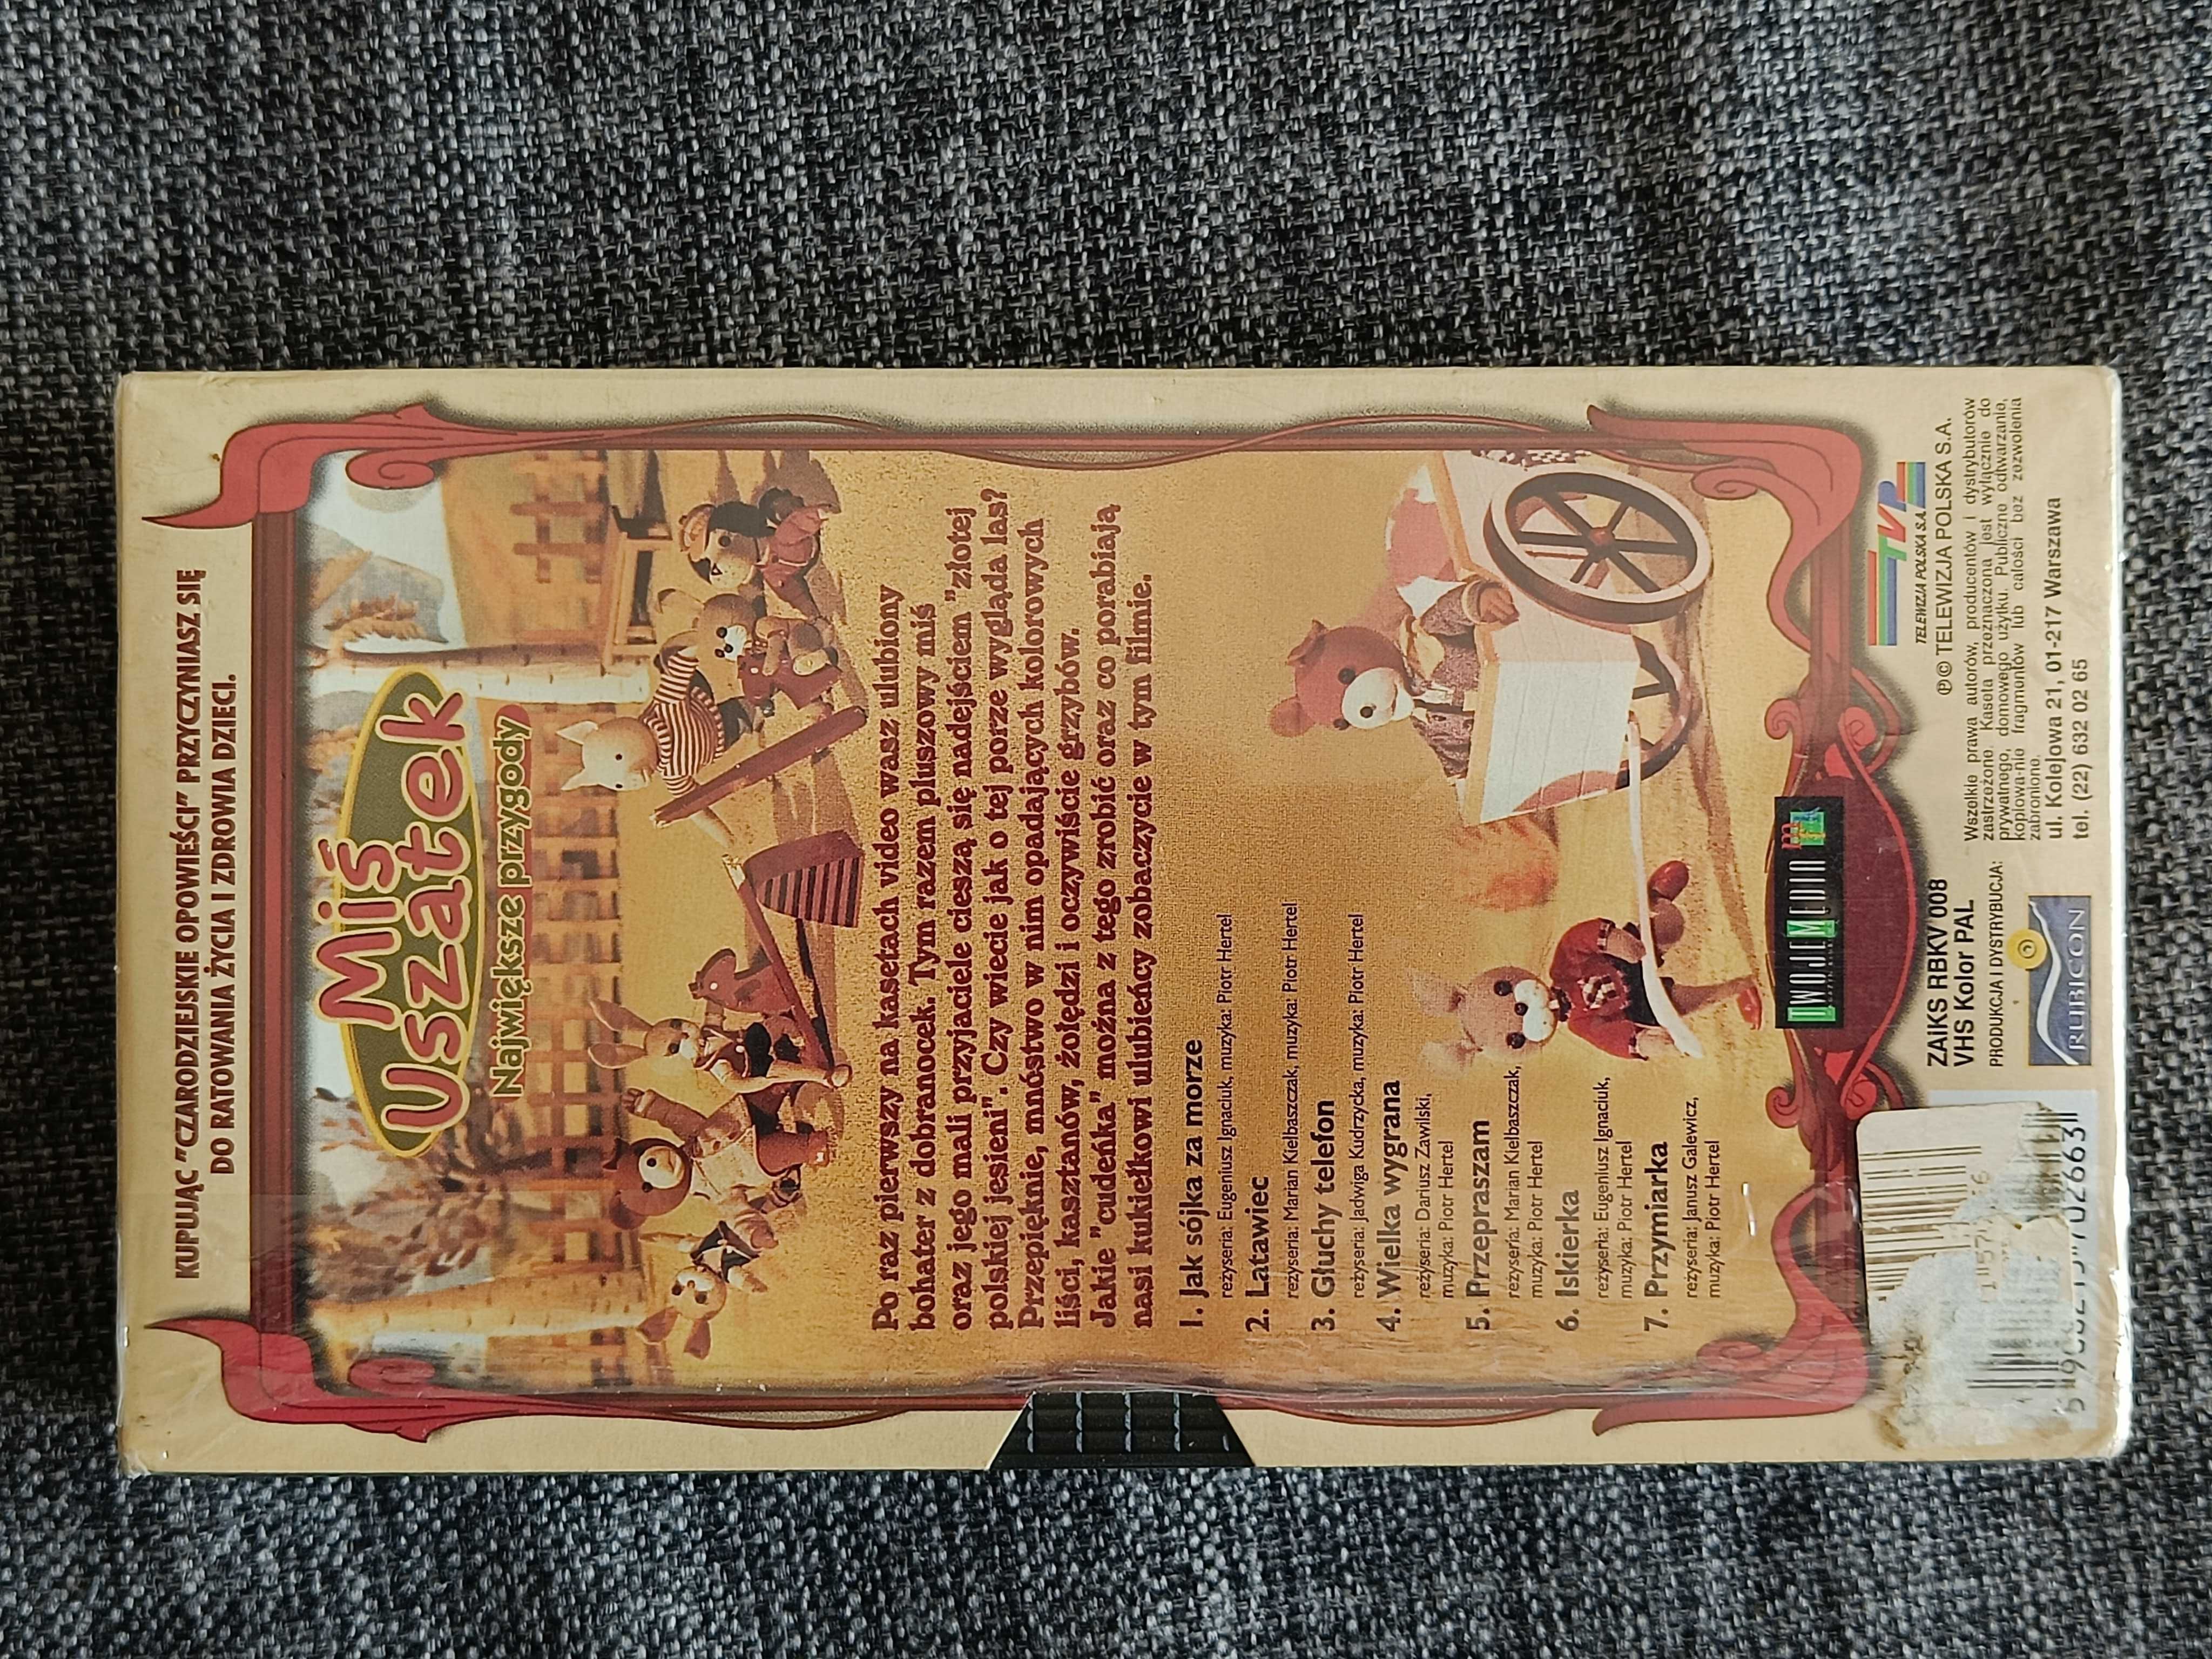 KUPUJĄC "CZARODZIEJSKIE OPOWIEŚCI" PRZYCZYNIASZ SIĘ
DO RATOWANIA ŻYCIA I ZDROWIA DZIECI.
Miś
Uszatek
Największe przygody
Po raz pierwszy na kasetach video wasz ulubiony
bohater z dobranocek. Tym razem pluszowy miś
oraz jego mali przyjaciele cieszą się nadejściem "złotej
polskiej jesieni". Czy wiecie jak o tej porze wygląda las?
Przepięknie, mnóstwo w nim opadających kolorowych
liści, kasztanów, żołędzi i oczywiście grzybów.
Jakie "cudeńka" można z tego zrobić oraz co porabiają
nasi kukiełkowi ulubieńcy zobaczycie w tym filmie.
1. Jak sójka za morze
reżyseria: Eugeniusz Ignaciuk, muzyka: Piotr Hertel
2. Latawiec
reżyseria: Marian Kiełbaszczak, muzyka: Piotr Hertel
3. Głuchy telefon
reżyseria: Jadwiga Kudrzycka, muzyka: Piotr Hertel
4. Wielka wygrana
reżyseria: Dariusz Zawilski,
muzyka: Piotr Hertel
5. Przepraszam
reżyseria: Marian Kiełbaszczak,
muzyka: Piotr Hertel
6. Iskierka
reżyseria: Eugeniusz Ignaciuk,
muzyka: Piotr Hertel
7. Przymiarka
reżyseria: Janusz Galewicz,
muzyka: Piotr Hertel
TWOJE MEDIA
ZAIKS RBKV 008
VHS Kolor PAL
PRODUKCJA I DYSTRYBUCJA:
RUBICON
TVP
TELEWIZJA POLSKA S.A.
℗© TELEWIZJA POLSKA S.A.
Wszelkie prawa autorów, producentów i dystrybutorów
zastrzeżone. Kaseta przeznaczona jest wyłącznie do
prywatnego, domowego użytku. Publiczne odtwarzanie,
kopiowa-nie fragmentów lub całości bez zezwolenia
zabronione.
ul. Kolejowa 21, 01-217 Warszawa
tel. (22) 632 02 65